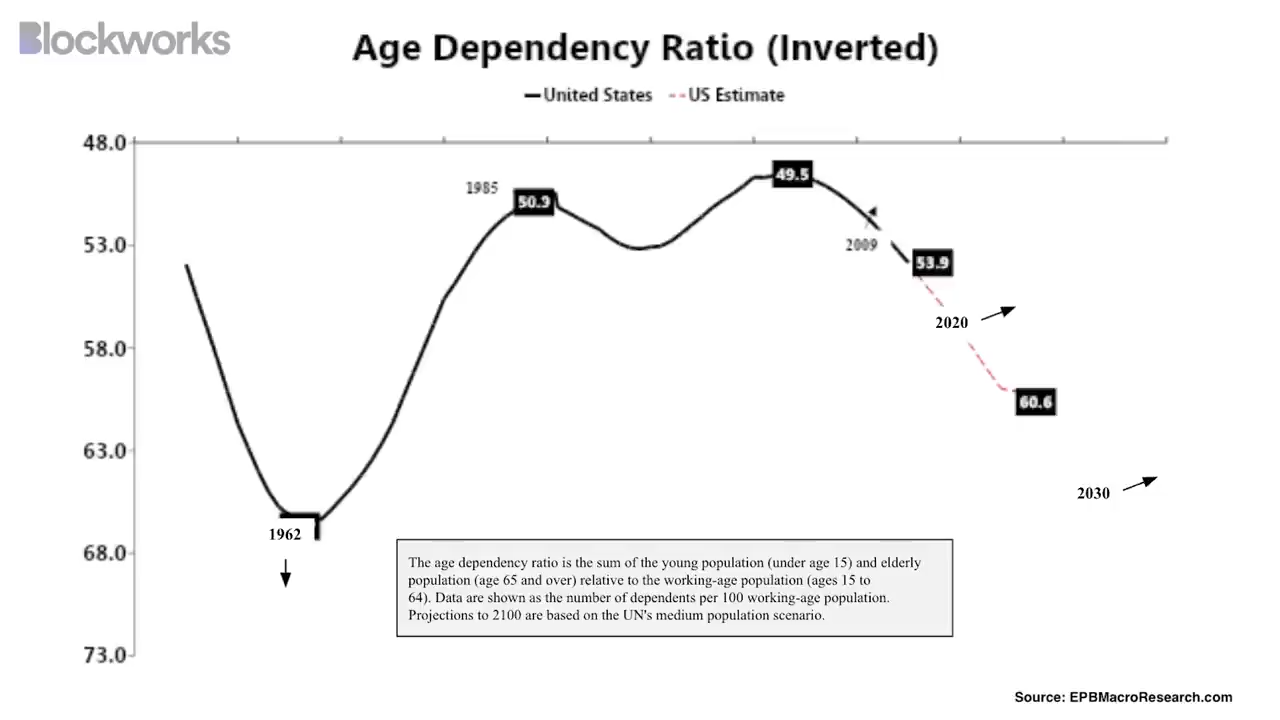 Blockworks
Age Dependency Ratio (Inverted)
United States
US Estimate
48.0
53.0
58.0
63.0
68.0
73.0
1985
50.9
49.5
2009
53.9
2020
60.6
2030
1962
The age dependency ratio is the sum of the young population (under age 15) and elderly
population (age 65 and over) relative to the working-age population (ages 15 to
64). Data are shown as the number of dependents per 100 working-age population.
Projections to 2100 are based on the UN's medium population scenario.
Source: EPBMacroResearch.com